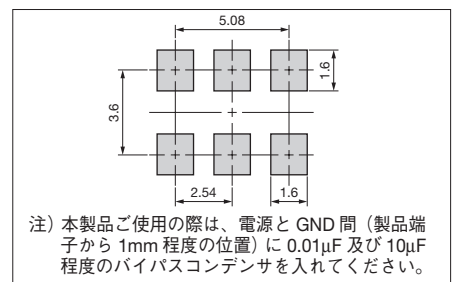 5.08
1.6
3.6
2.54
1.6
注）本製品ご使用の際は、電源と GND 間（製品端
子から 1mm 程度の位置）に 0.01μF 及び 10μF
程度のバイパスコンデンサを入れてください。